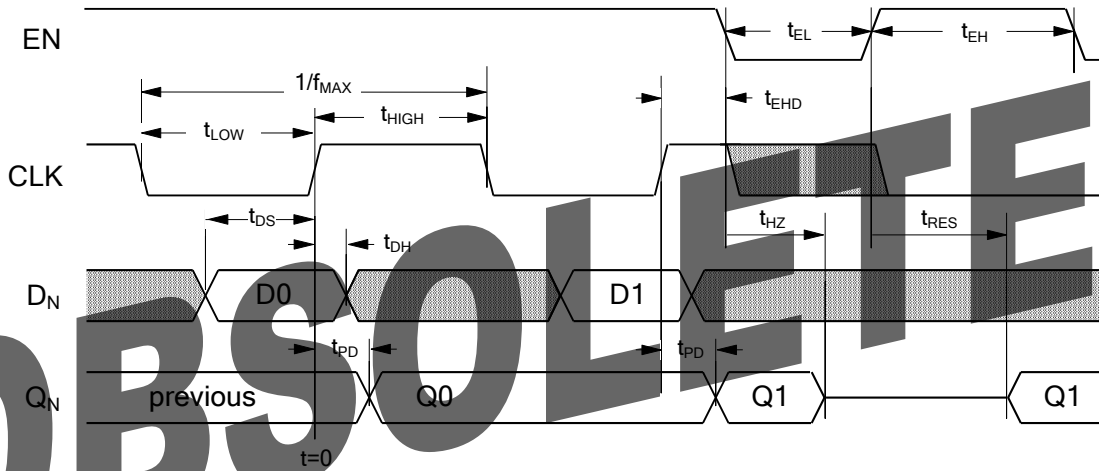 EN
tEL
tEH
1/fMAX
tEHD
tLOW
tHIGH
CLK
tDS
tHZ
tRES
tDH
DN
D0
D1
tPD
tPD
QN
previous
Q0
Q1
Q1
t=0
OBSOLETE